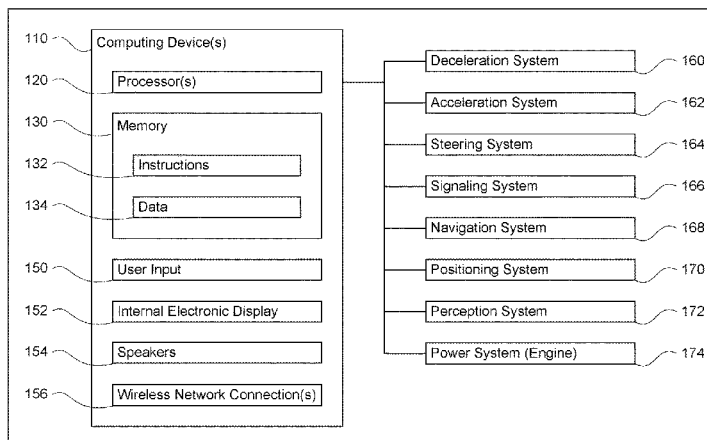 110 Computing Device(s)
120 Processor(s)
130 Memory
132 Instructions
134 Data
150 User Input
152 Internal Electronic Display
154 Speakers
156 Wireless Network Connection(s)
Deceleration System 160
Acceleration System 162
Steering System 164
Signaling System 166
Navigation System 168
Positioning System 170
Perception System 172
Power System (Engine) 174